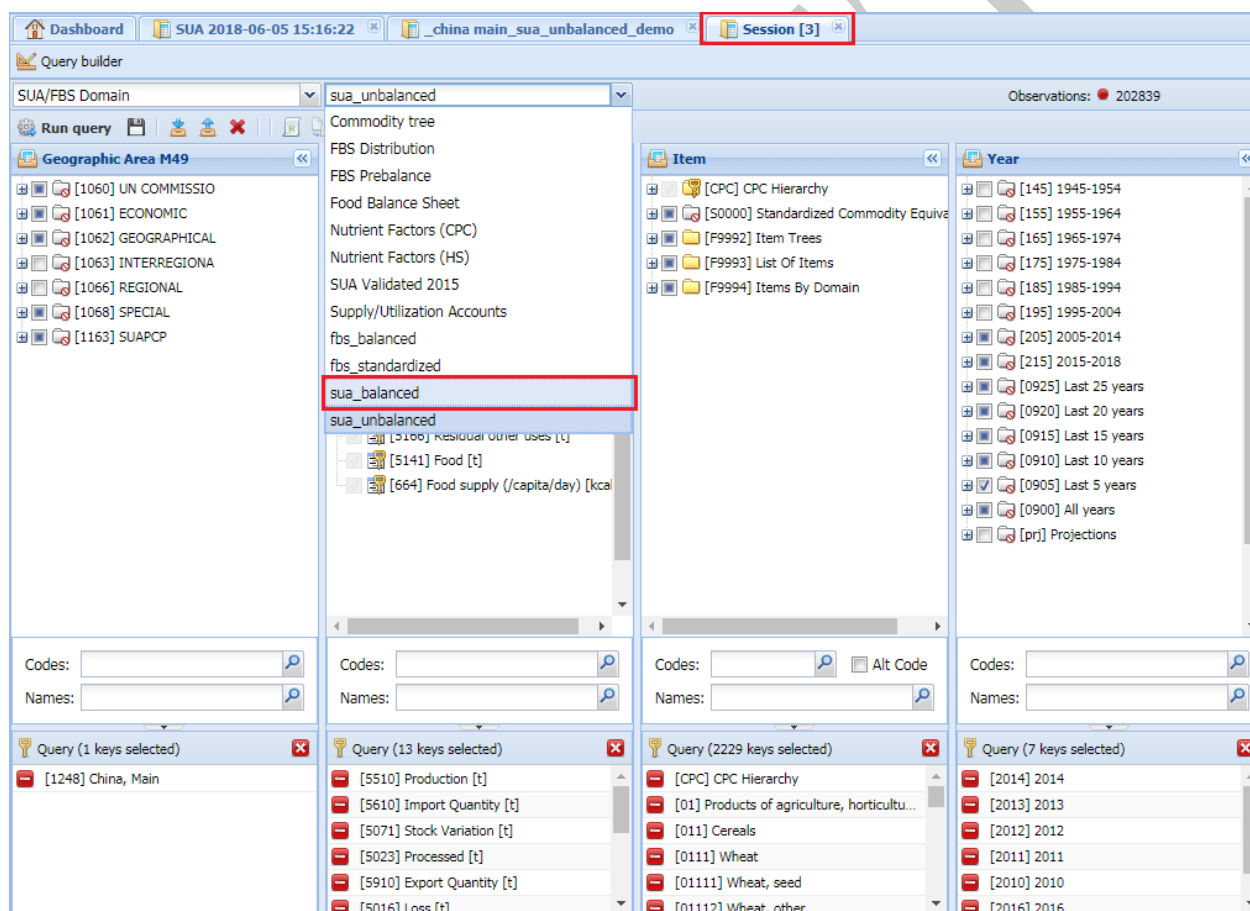 Dashboard
SUA 2018-06-05 15:16:22
_china main_sua_unbalanced_demo
Session [3]
Query builder
SUA/FBS Domain
sua_unbalanced
Observations: 202839
Run query
Commodity tree
FBS Distribution
FBS Prebalance
Food Balance Sheet
Nutrient Factors (CPC)
Nutrient Factors (HS)
SUA Validated 2015
Supply/Utilization Accounts
fbs_balanced
fbs_standardized
sua_balanced
sua_unbalanced
Geographic Area M49
[1060] UN COMMISSIO
[1061] ECONOMIC
[1062] GEOGRAPHICAL
[1063] INTERREGIONA
[1066] REGIONAL
[1068] SPECIAL
[1163] SUAPCP
[5166] Residual other uses [t]
[5141] Food [t]
[664] Food supply (/capita/day) [kcal
Item
[CPC] CPC Hierarchy
[S0000] Standardized Commodity Equiva
[F9992] Item Trees
[F9993] List Of Items
[F9994] Items By Domain
Year
[145] 1945-1954
[155] 1955-1964
[165] 1965-1974
[175] 1975-1984
[185] 1985-1994
[195] 1995-2004
[205] 2005-2014
[215] 2015-2018
[0925] Last 25 years
[0920] Last 20 years
[0915] Last 15 years
[0910] Last 10 years
[0905] Last 5 years
[0900] All years
[prj] Projections
Codes:
Names:
Codes:
Names:
Codes:
Alt Code
Names:
Codes:
Names:
Query (1 keys selected)
[1248] China, Main
Query (13 keys selected)
[5510] Production [t]
[5610] Import Quantity [t]
[5071] Stock Variation [t]
[5023] Processed [t]
[5910] Export Quantity [t]
[5016] Loss [t]
Query (2229 keys selected)
[CPC] CPC Hierarchy
[01] Products of agriculture, horticultu...
[011] Cereals
[0111] Wheat
[01111] Wheat, seed
[01112] Wheat, other
Query (7 keys selected)
[2014] 2014
[2013] 2013
[2012] 2012
[2011] 2011
[2010] 2010
[2016] 2016